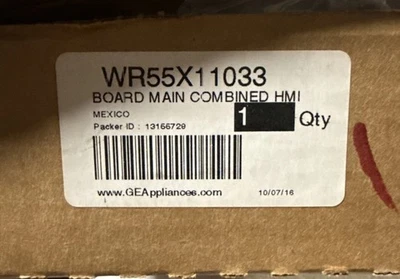 WR55X11033
BOARD MAIN COMBINED HMI
MEXICO
1 Qty
Packer ID : 13166720
www.GEAppliances.com
10/07/16